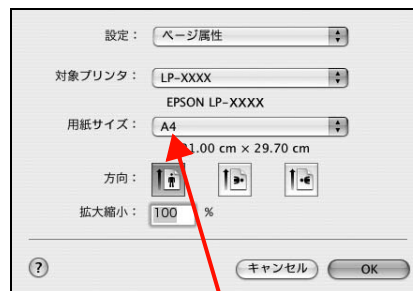 設定： ページ属性
対象プリンタ： LP-XXXX
EPSON LP-XXXX
用紙サイズ： A4
21.00 cm × 29.70 cm
方向：
拡大縮小： 100 %
? キャンセル OK